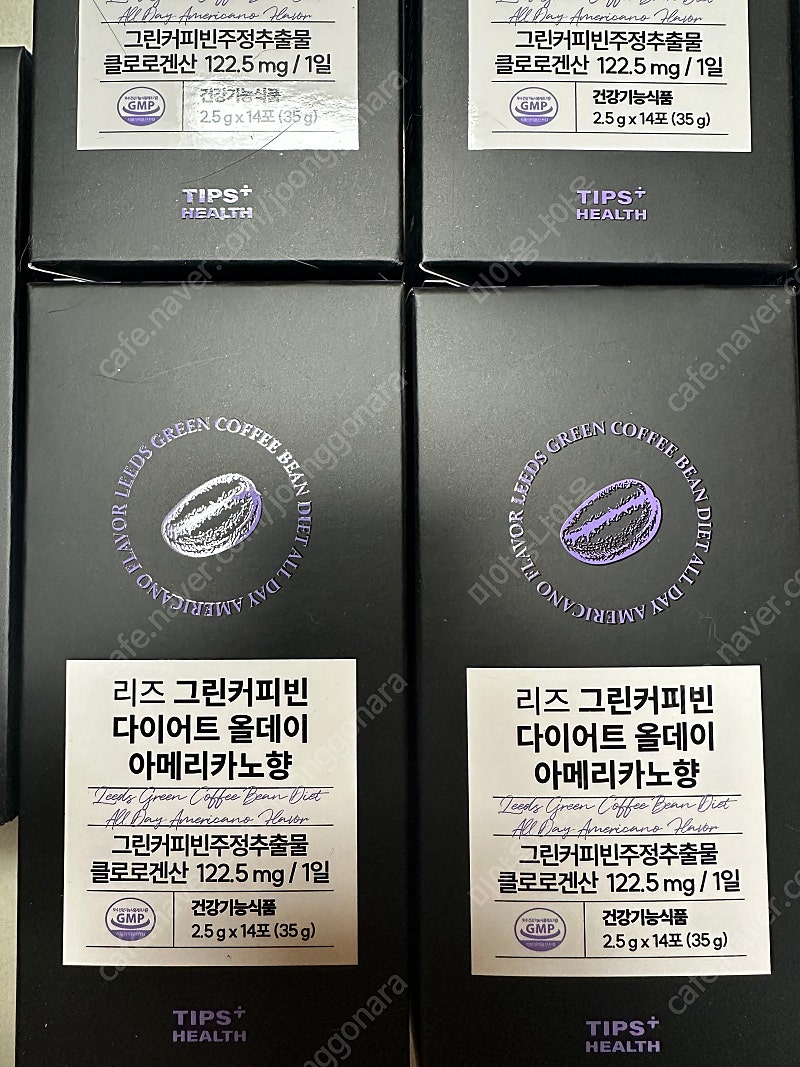 All Day Americano Flavor
그린커피빈주정추출물
클로로겐산 122.5 mg / 1일
GMP
건강기능식품
2.5 g x 14포 (35 g)
TIPS+
HEALTH
All Day Americano Flavor
그린커피빈주정추출물
클로로겐산 122.5 mg / 1일
GMP
건강기능식품
2.5 g x 14포 (35 g)
TIPS+
HEALTH
LEEDS GREEN COFFEE BEAN DIET ALL DAY AMERICANO FLAVOR
리즈 그린커피빈
다이어트 올데이
아메리카노향
Leeds Green Coffee Bean Diet
All Day Americano Flavor
그린커피빈주정추출물
클로로겐산 122.5 mg / 1일
GMP
건강기능식품
2.5 g x 14포 (35 g)
TIPS+
HEALTH
LEEDS GREEN COFFEE BEAN DIET ALL DAY AMERICANO FLAVOR
리즈 그린커피빈
다이어트 올데이
아메리카노향
Leeds Green Coffee Bean Diet
All Day Americano Flavor
그린커피빈주정추출물
클로로겐산 122.5 mg / 1일
GMP
건강기능식품
2.5 g x 14포 (35 g)
TIPS+
HEALTH
cafe.naver.com/joonggonara